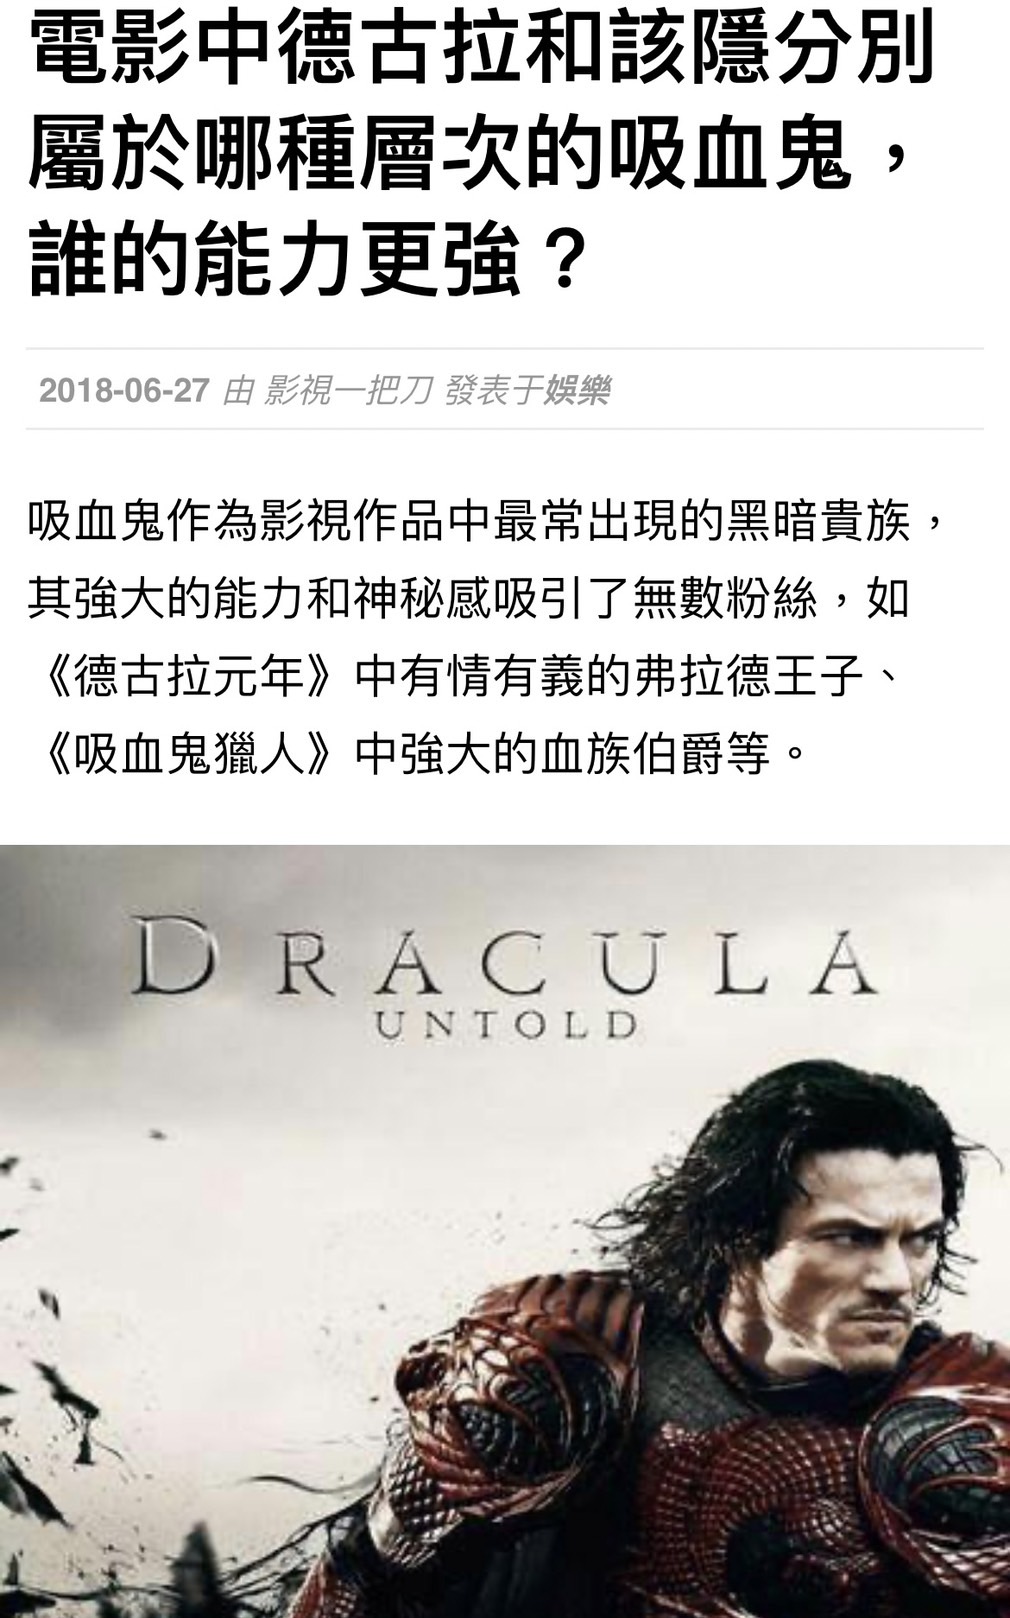 電影中德古拉和該隱分別
屬於哪種層次的吸血鬼，
誰的能力更強？
2018-06-27 由 影視一把刀 發表于娛樂
吸血鬼作為影視作品中最常出現的黑暗貴族，
其強大的能力和神秘感吸引了無數粉絲，如
《德古拉元年》中有情有義的弗拉德王子、
《吸血鬼獵人》中強大的血族伯爵等。
DRACULA
UNTOLD